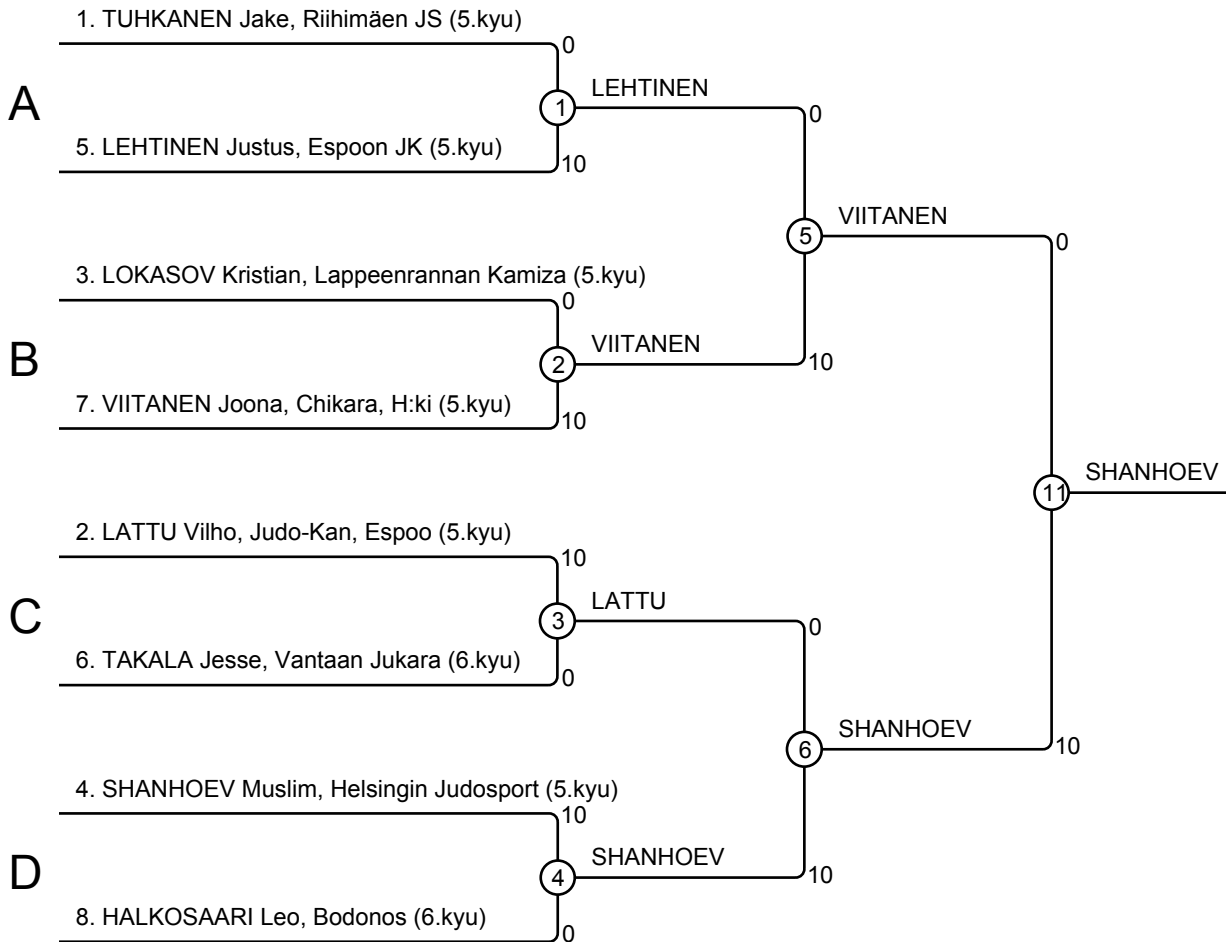 1. TUHKANEN Jake, Riihimäen JS (5.kyu)
0
A
1
LEHTINEN
0
5. LEHTINEN Justus, Espoon JK (5.kyu)
10
5
VIITANEN
0
3. LOKASOV Kristian, Lappeenrannan Kamiza (5.kyu)
0
B
2
VIITANEN
10
7. VIITANEN Joona, Chikara, H:ki (5.kyu)
10
11
SHANHOEV
2. LATTU Vilho, Judo-Kan, Espoo (5.kyu)
10
C
3
LATTU
0
6. TAKALA Jesse, Vantaan Jukara (6.kyu)
0
6
SHANHOEV
10
4. SHANHOEV Muslim, Helsingin Judosport (5.kyu)
10
D
4
SHANHOEV
10
8. HALKOSAARI Leo, Bodonos (6.kyu)
0